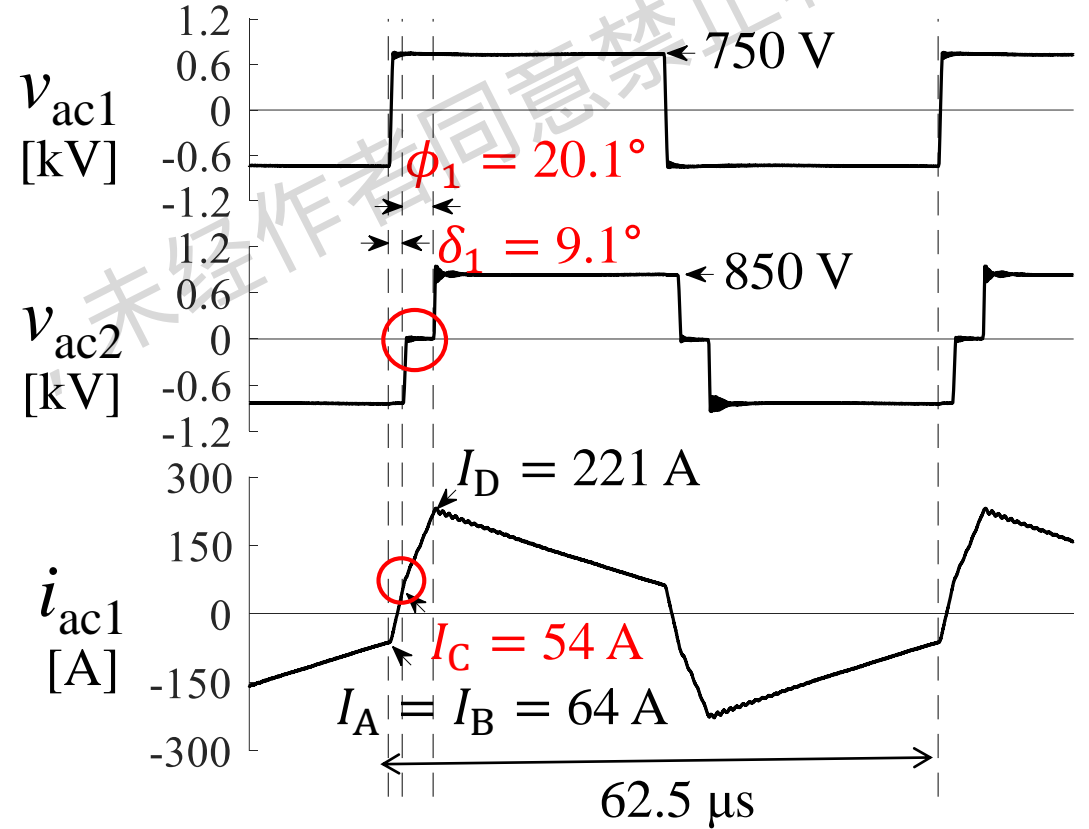 1.2
0.6
0
-0.6
-1.2
v_ac1
[kV]
750 V
ϕ₁ = 20.1°
δ₁ = 9.1°
1.2
0.6
0
-0.6
-1.2
v_ac2
[kV]
850 V
300
150
0
-150
-300
i_ac1
[A]
I_D = 221 A
I_C = 54 A
I_A = I_B = 64 A
62.5 μs
未经作者同意禁止